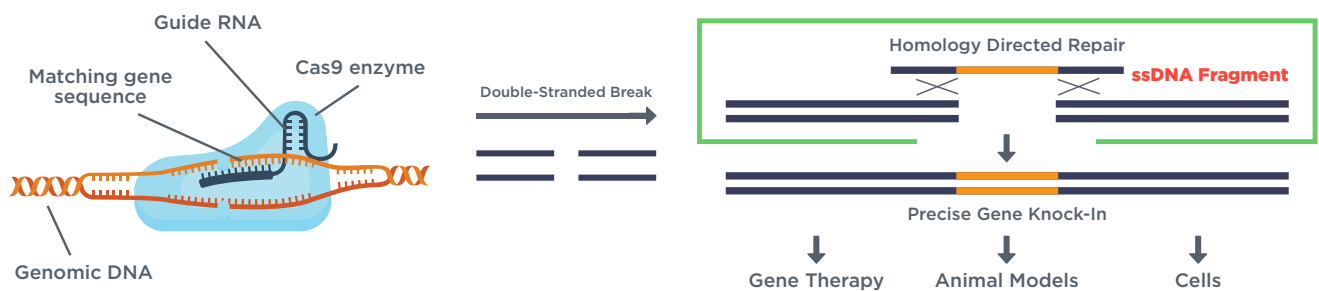 Guide RNA
Cas9 enzyme
Matching gene
sequence
Genomic DNA
Double-Stranded Break
Homology Directed Repair
ssDNA Fragment
Precise Gene Knock-In
Gene Therapy
Animal Models
Cells